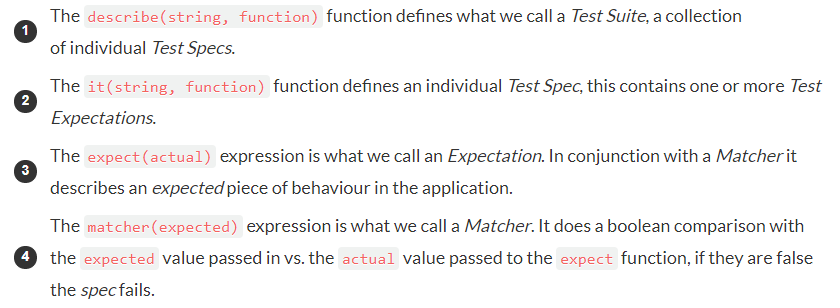 The describe(string, function) function defines what we call a Test Suite, a collection
1
of individual Test Specs.
The it(string, function) function defines an individual Test Spec, this contains one or more Test
2
Expectations.
The expect(actual) expression is what we call an Expectation. In conjunction with a Matcher it
3
describes an expected piece of behaviour in the application.
The matcher(expected) expression is what we call a Matcher. It does a boolean comparison with
4 the expected value passed in vs. the actual value passed to the expect function, if they are false
the spec fails.